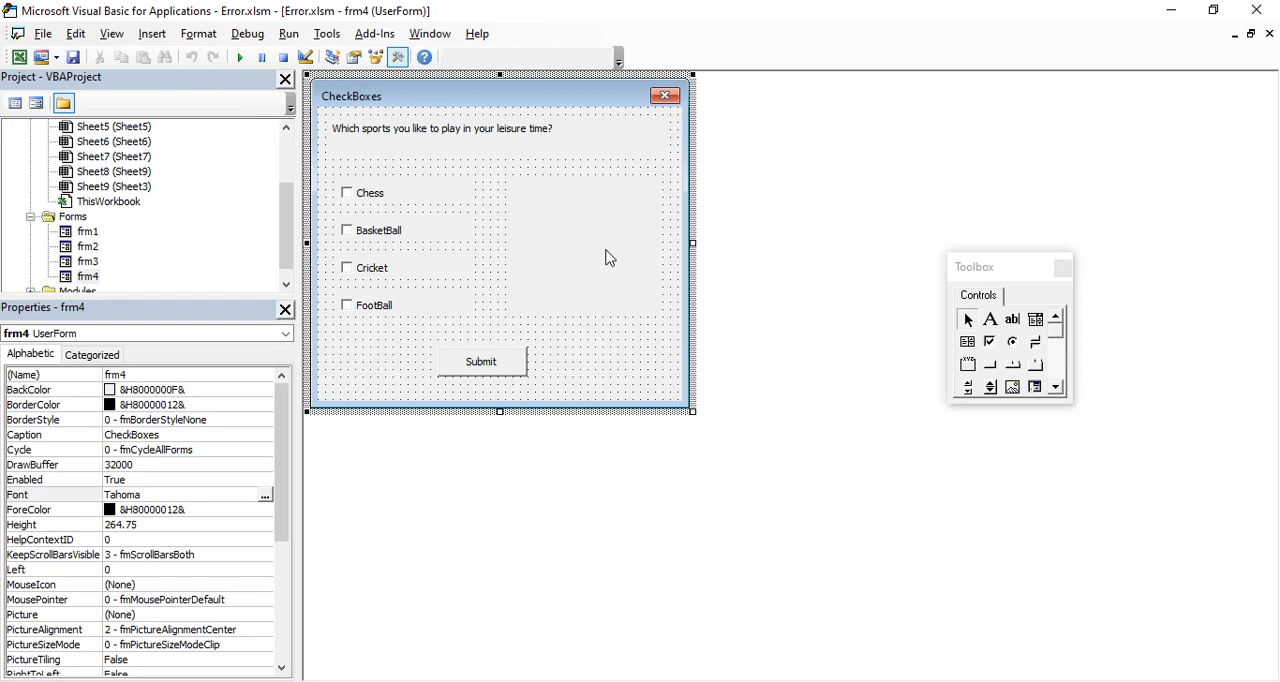 Microsoft Visual Basic for Applications - Error.xlsm - [Error.xlsm - frm4 (UserForm)]
File Edit View Insert Format Debug Run Tools Add-Ins Window Help
Project - VBAProject
Sheet5 (Sheet5)
Sheet6 (Sheet6)
Sheet7 (Sheet7)
Sheet8 (Sheet9)
Sheet9 (Sheet3)
ThisWorkbook
Forms
frm1
frm2
frm3
frm4
Modules
Properties - frm4
frm4 UserForm
Alphabetic Categorized
(Name) frm4
BackColor &H8000000F&
BorderColor &H80000012&
BorderStyle 0 - fmBorderStyleNone
Caption CheckBoxes
Cycle 0 - fmCycleAllForms
DrawBuffer 32000
Enabled True
Font Tahoma ...
ForeColor &H80000012&
Height 264.75
HelpContextID 0
KeepScrollBarsVisible 3 - fmScrollBarsBoth
Left 0
MouseIcon (None)
MousePointer 0 - fmMousePointerDefault
Picture (None)
PictureAlignment 2 - fmPictureAlignmentCenter
PictureSizeMode 0 - fmPictureSizeModeClip
PictureTiling False
RightToLeft False
CheckBoxes
Which sports you like to play in your leisure time?
Chess
BasketBall
Cricket
FootBall
Submit
Toolbox
Controls
A ab|